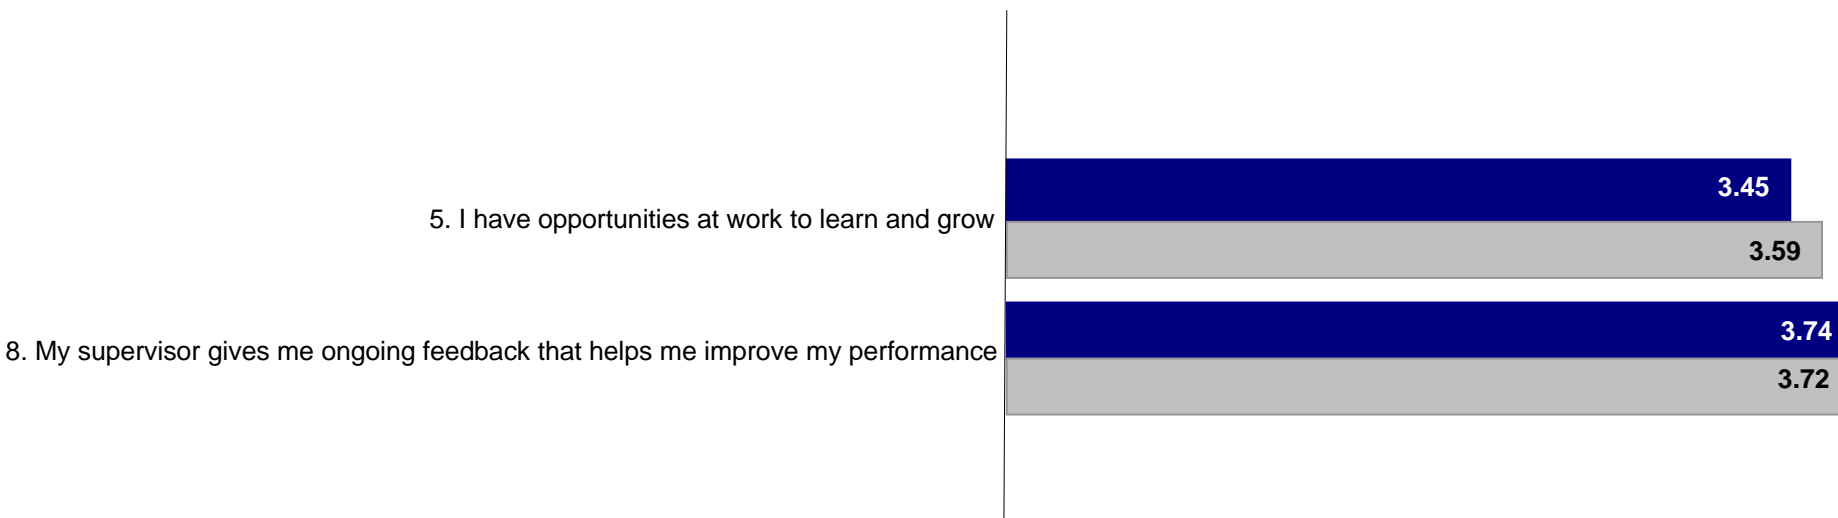 3.45
5. I have opportunities at work to learn and grow
3.59
3.74
8. My supervisor gives me ongoing feedback that helps me improve my performance
3.72